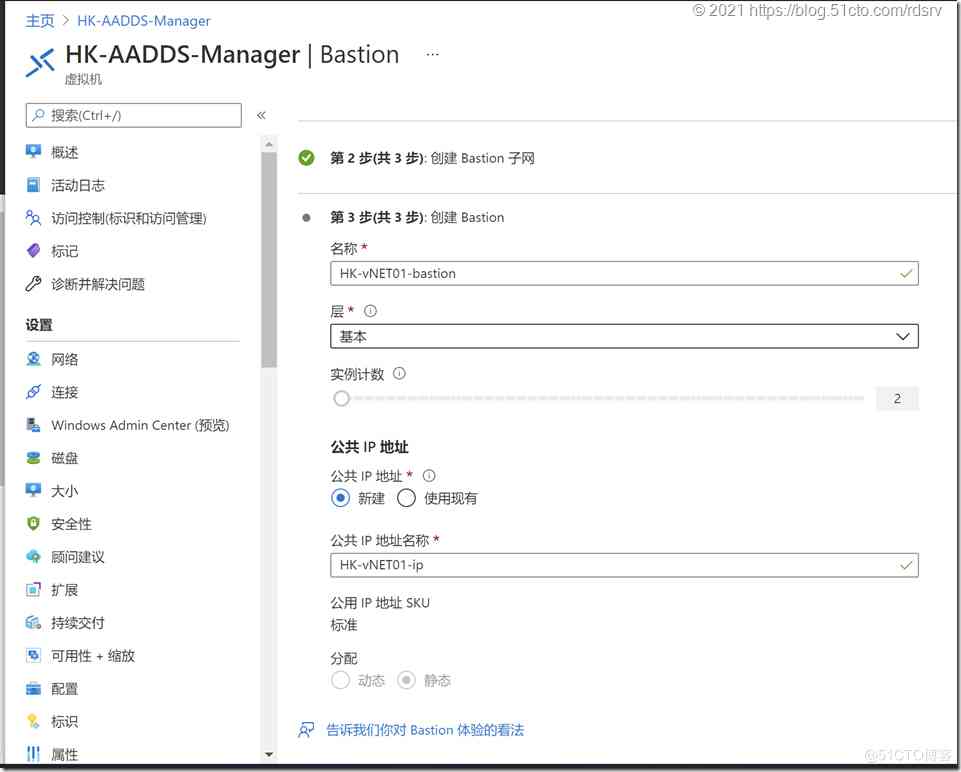 © 2021 https://blog.51cto.com/rdsrv
主页 > HK-AADDS-Manager
HK-AADDS-Manager | Bastion ...
虚拟机
搜索(Ctrl+/)
«
概述
活动日志
访问控制(标识和访问管理)
标记
诊断并解决问题
设置
网络
连接
Windows Admin Center (预览)
磁盘
大小
安全性
顾问建议
扩展
持续交付
可用性 + 缩放
配置
标识
属性
第 2 步(共 3 步): 创建 Bastion 子网
第 3 步(共 3 步): 创建 Bastion
名称 *
HK-vNET01-bastion
层 *
基本
实例计数
2
公共 IP 地址
公共 IP 地址 *
新建 使用现有
公共 IP 地址名称 *
HK-vNET01-ip
公用 IP 地址 SKU
标准
分配
动态 静态
告诉我们你对 Bastion 体验的看法
@51CTO博客